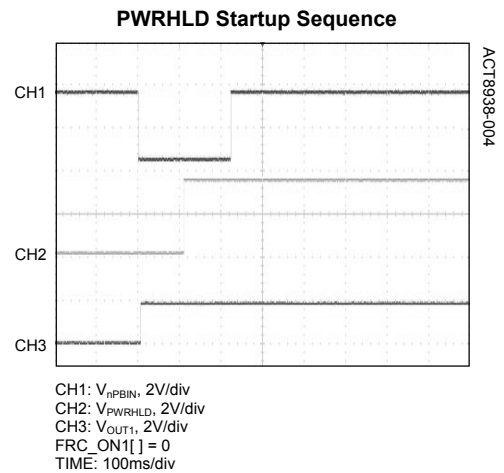 PWRHLD Startup Sequence
ACT8938-004
CH1
CH2
CH3
CH1: VnPBIN, 2V/div
CH2: VPWRHLD, 2V/div
CH3: VOUT1, 2V/div
FRC_ON1[ ] = 0
TIME: 100ms/div